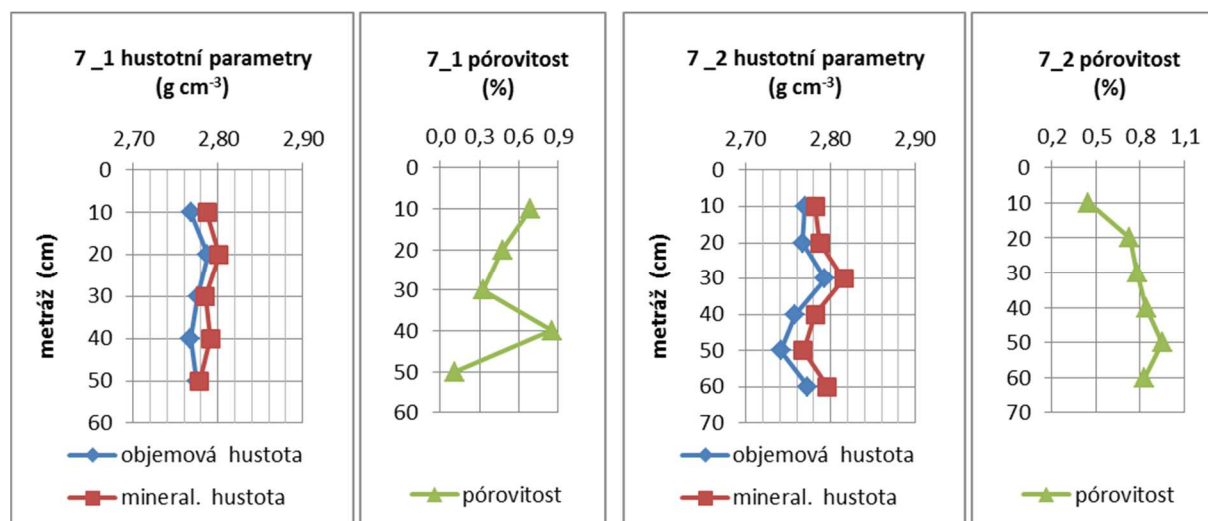 7 _1 hustotní parametry
(g cm⁻³)
2,70 2,80 2,90
0
10
20
30
40
50
60
metráž (cm)
objemová hustota
mineral. hustota
7_1 pórovitost
(%)
0,0 0,3 0,6 0,9
0
10
20
30
40
50
60
pórovitost
7 _2 hustotní parametry
(g cm⁻³)
2,70 2,80 2,90
0
10
20
30
40
50
60
70
metráž (cm)
objemová hustota
mineral. hustota
7_2 pórovitost
(%)
0,2 0,5 0,8 1,1
0
10
20
30
40
50
60
70
pórovitost